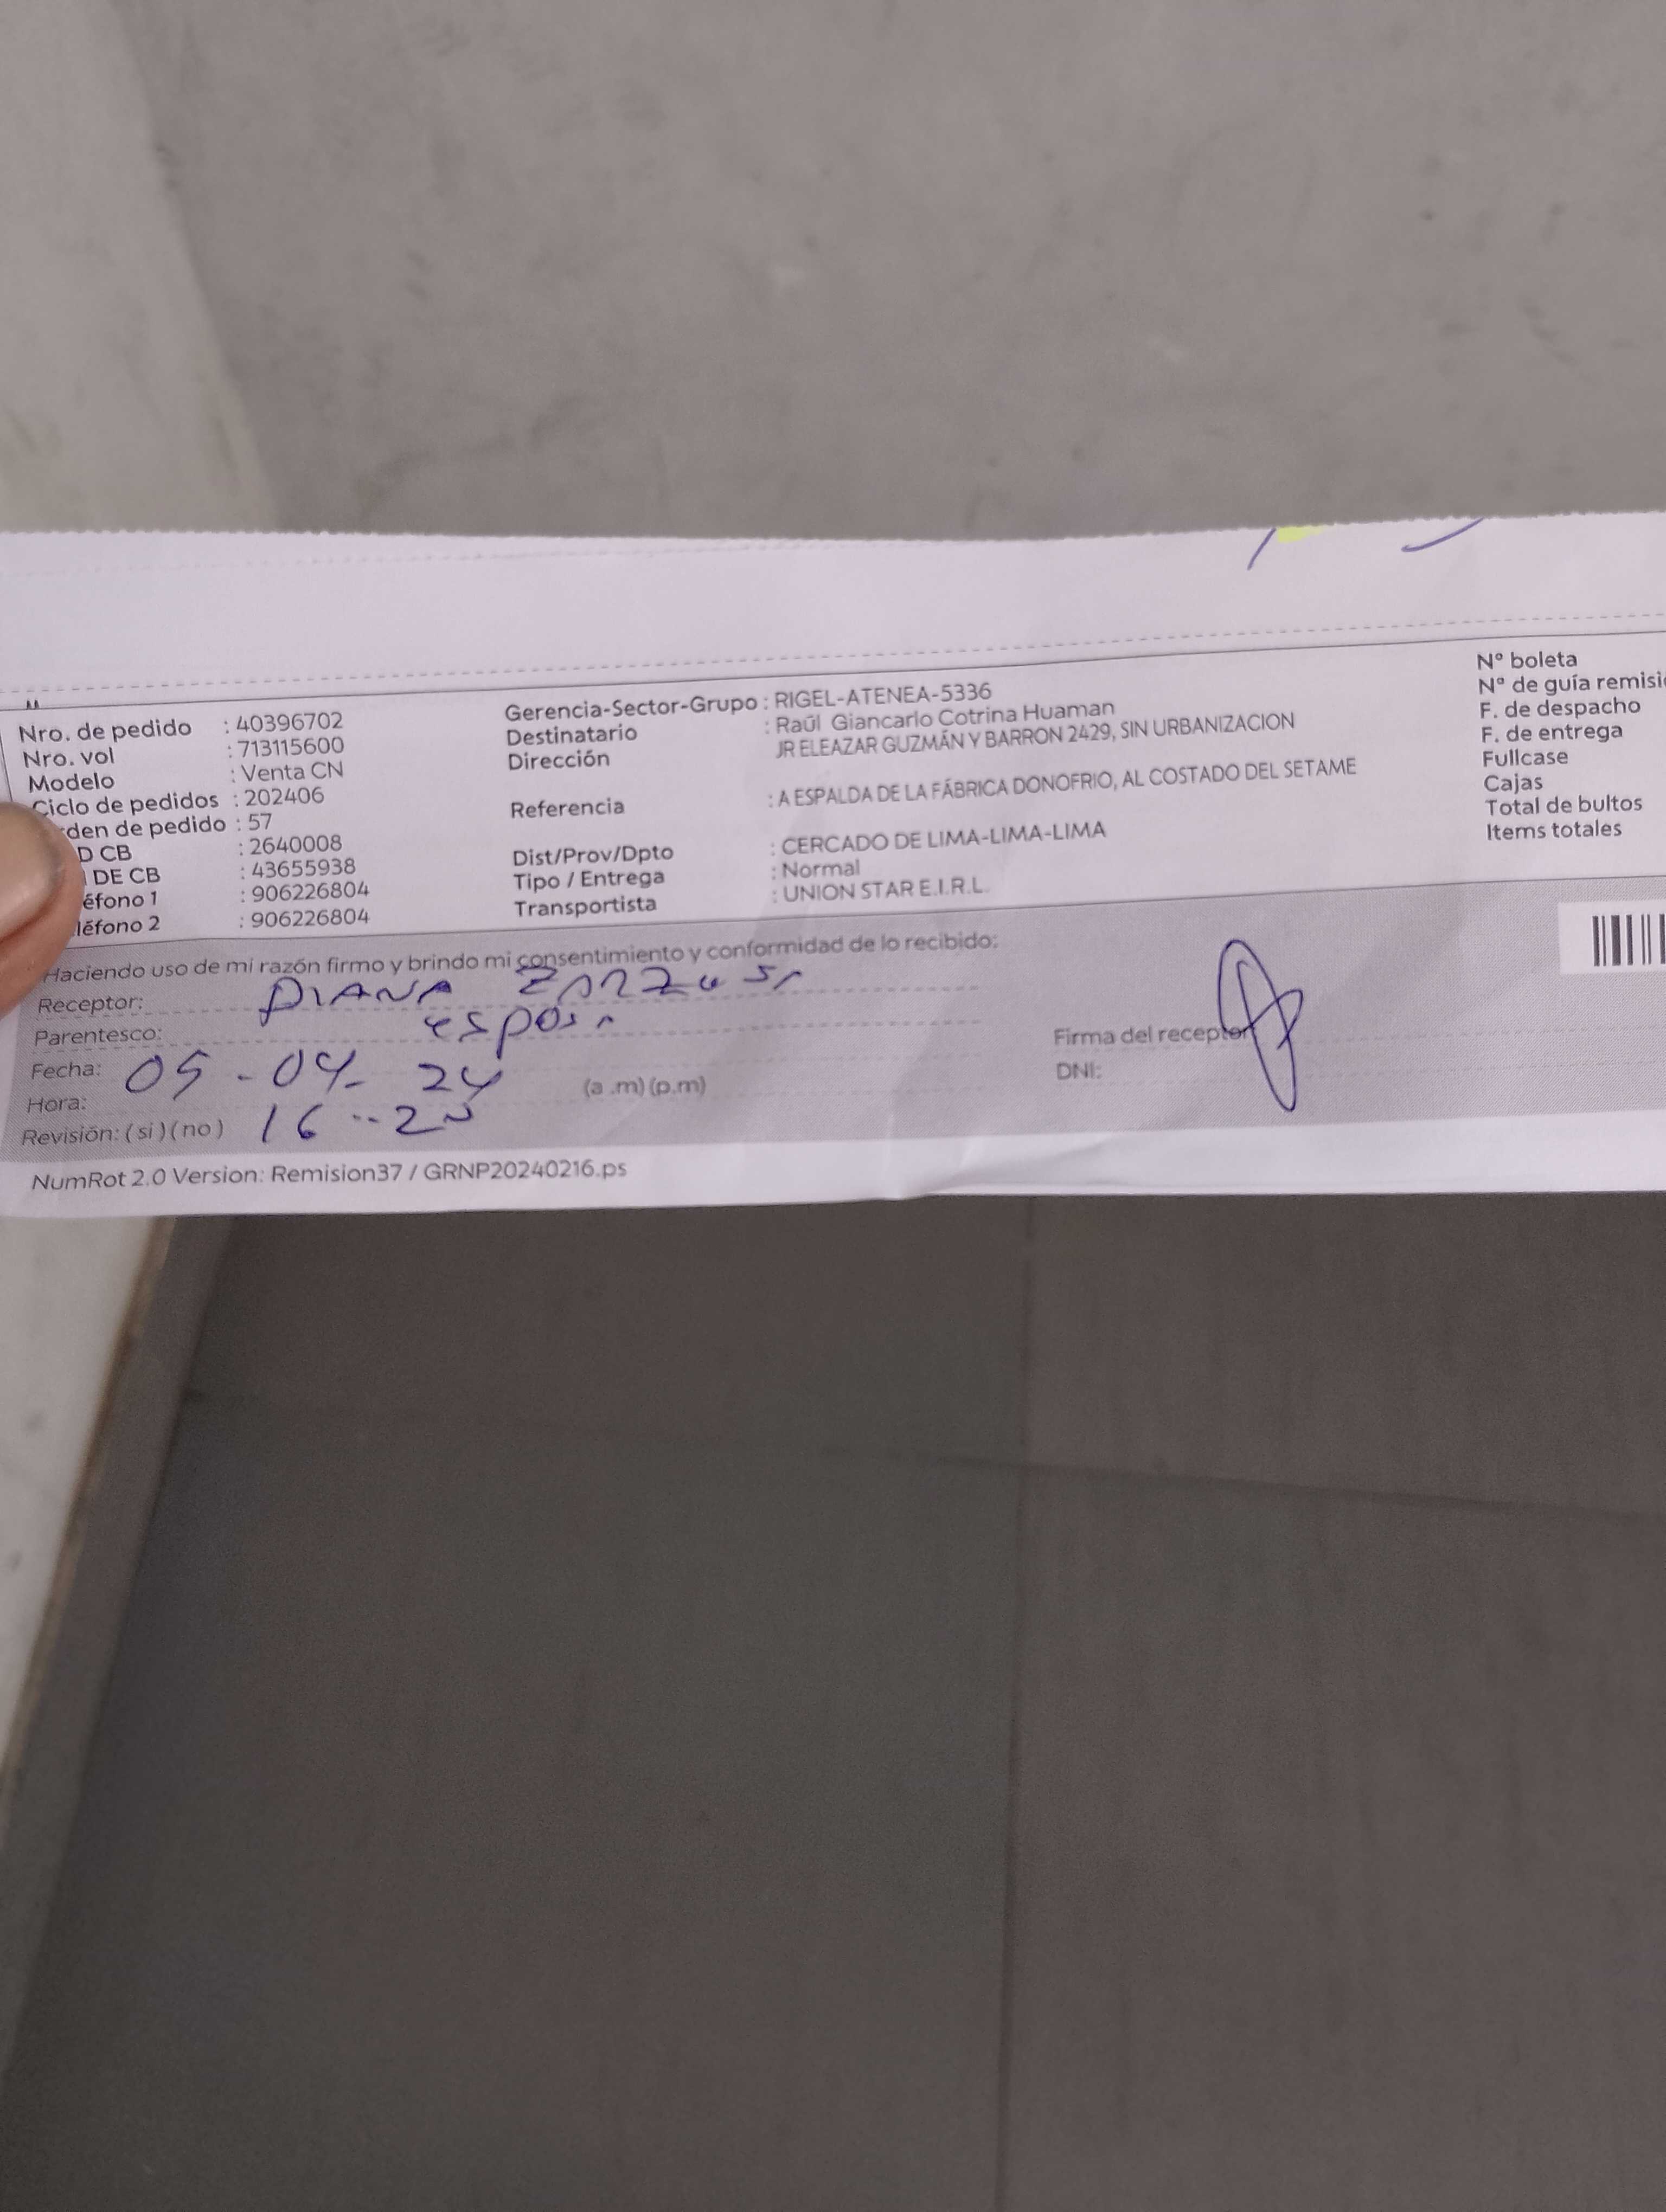 Nro. de pedido : 40396702
Nro. vol : 713115600
Modelo : Venta CN
Ciclo de pedidos : 202406
rden de pedido : 57
D CB : 2640008
DE CB : 43655938
éfono 1 : 906226804
léfono 2 : 906226804
Gerencia-Sector-Grupo : RIGEL-ATENEA-5336
Destinatario : Raúl Giancarlo Cotrina Huaman
Dirección JR ELEAZAR GUZMÁN Y BARRON 2429, SIN URBANIZACION
Referencia : A ESPALDA DE LA FÁBRICA DONOFRIO, AL COSTADO DEL SETAME
Dist/Prov/Dpto : CERCADO DE LIMA-LIMA-LIMA
Tipo / Entrega : Normal
Transportista : UNION STAR E.I.R.L.
Nº boleta
Nº de guía remisi
F. de despacho
F. de entrega
Fullcase
Cajas
Total de bultos
Items totales
Haciendo uso de mi razón firmo y brindo mi consentimiento y conformidad de lo recibido:
Receptor: DIANA
Parentesco: esposa
Fecha: 05-04-24
Hora: (a .m) (p.m)
Revisión: ( si ) ( no ) 16
Firma del receptor
DNI:
NumRot 2.0 Version: Remision37 / GRNP20240216.ps